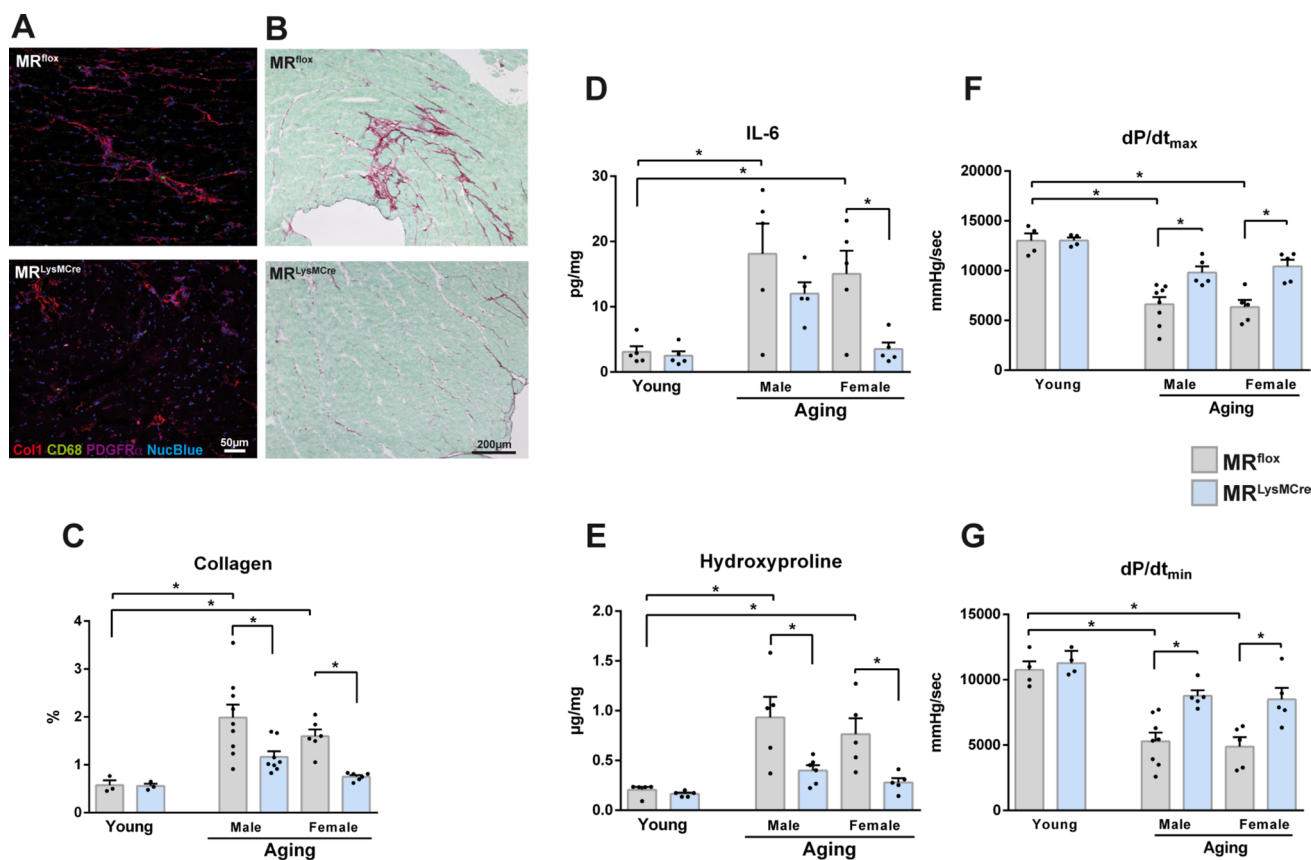 A
MRflox
MRLysMCre
Col1 CD68 PDGFRα NucBlue
50µm
B
MRflox
MRLysMCre
200µm
C
Collagen
*
*
*
*
4
3
2
1
0
%
Young
Male
Female
Aging
D
IL-6
*
*
*
30
20
10
0
pg/mg
Young
Male
Female
Aging
E
Hydroxyproline
*
*
*
*
2.0
1.5
1.0
0.5
0.0
µg/mg
Young
Male
Female
Aging
F
dP/dtmax
*
*
*
*
20000
15000
10000
5000
0
mmHg/sec
Young
Male
Female
Aging
MRflox
MRLysMCre
G
dP/dtmin
*
*
*
*
15000
10000
5000
0
mmHg/sec
Young
Male
Female
Aging